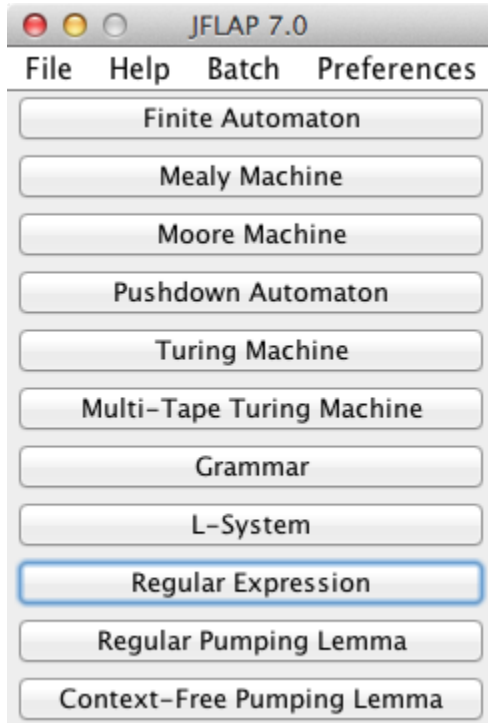 JFLAP 7.0
File Help Batch Preferences
Finite Automaton
Mealy Machine
Moore Machine
Pushdown Automaton
Turing Machine
Multi-Tape Turing Machine
Grammar
L-System
Regular Expression
Regular Pumping Lemma
Context-Free Pumping Lemma